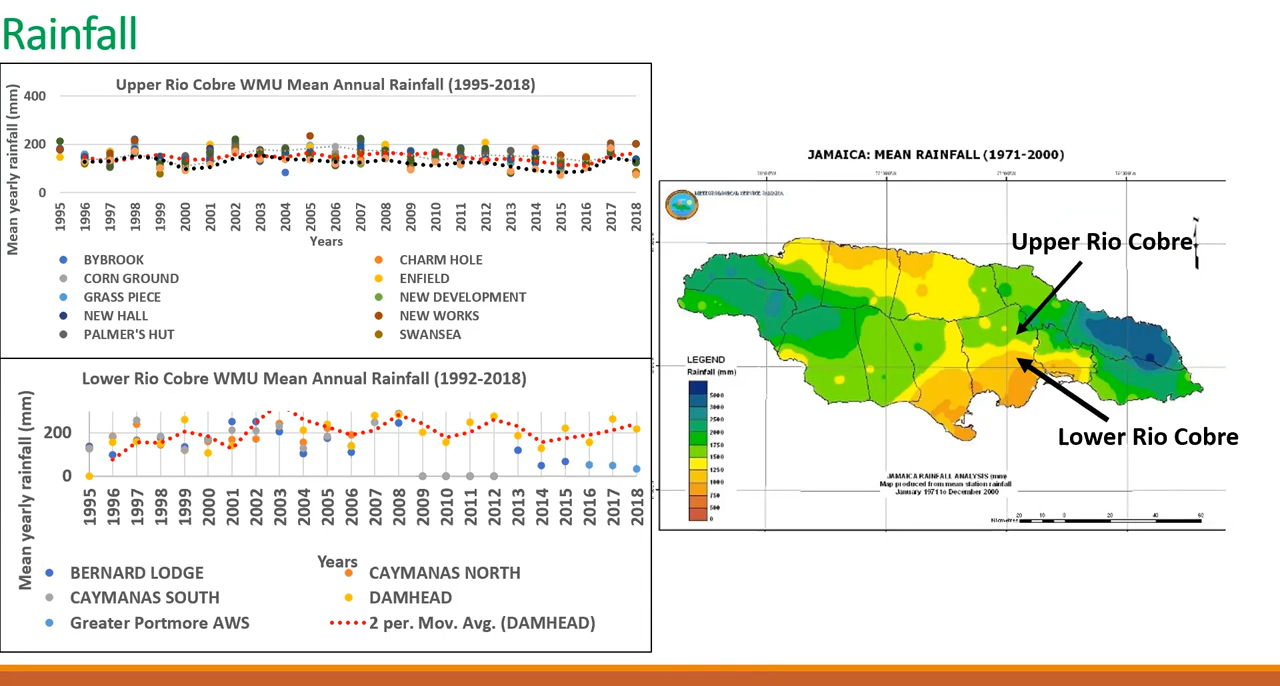 Rainfall
Upper Rio Cobre WMU Mean Annual Rainfall (1995-2018)
Mean yearly rainfall (mm)
400
200
0
1995 1996 1997 1998 1999 2000 2001 2002 2003 2004 2005 2006 2007 2008 2009 2010 2011 2012 2013 2014 2015 2016 2017 2018
Years
BYBROOK CHARM HOLE
CORN GROUND ENFIELD
GRASS PIECE NEW DEVELOPMENT
NEW HALL NEW WORKS
PALMER'S HUT SWANSEA
Lower Rio Cobre WMU Mean Annual Rainfall (1992-2018)
Mean yearly rainfall (mm)
200
0
1995 1996 1997 1998 1999 2000 2001 2002 2003 2004 2005 2006 2007 2008 2009 2010 2011 2012 2013 2014 2015 2016 2017 2018
Years
BERNARD LODGE CAYMANAS NORTH
CAYMANAS SOUTH DAMHEAD
Greater Portmore AWS 2 per. Mov. Avg. (DAMHEAD)
JAMAICA: MEAN RAINFALL (1971-2000)
Upper Rio Cobre
Lower Rio Cobre
LEGEND
Rainfall (mm)
5000
3000
2500
2000
1750
1500
1250
1000
750
500
0
JAMAICA RAINFALL ANALYSIS (mm)
Map produced from mean station rainfall
January 1971 to December 2000
Kilometres
20 10 0 20 40 60